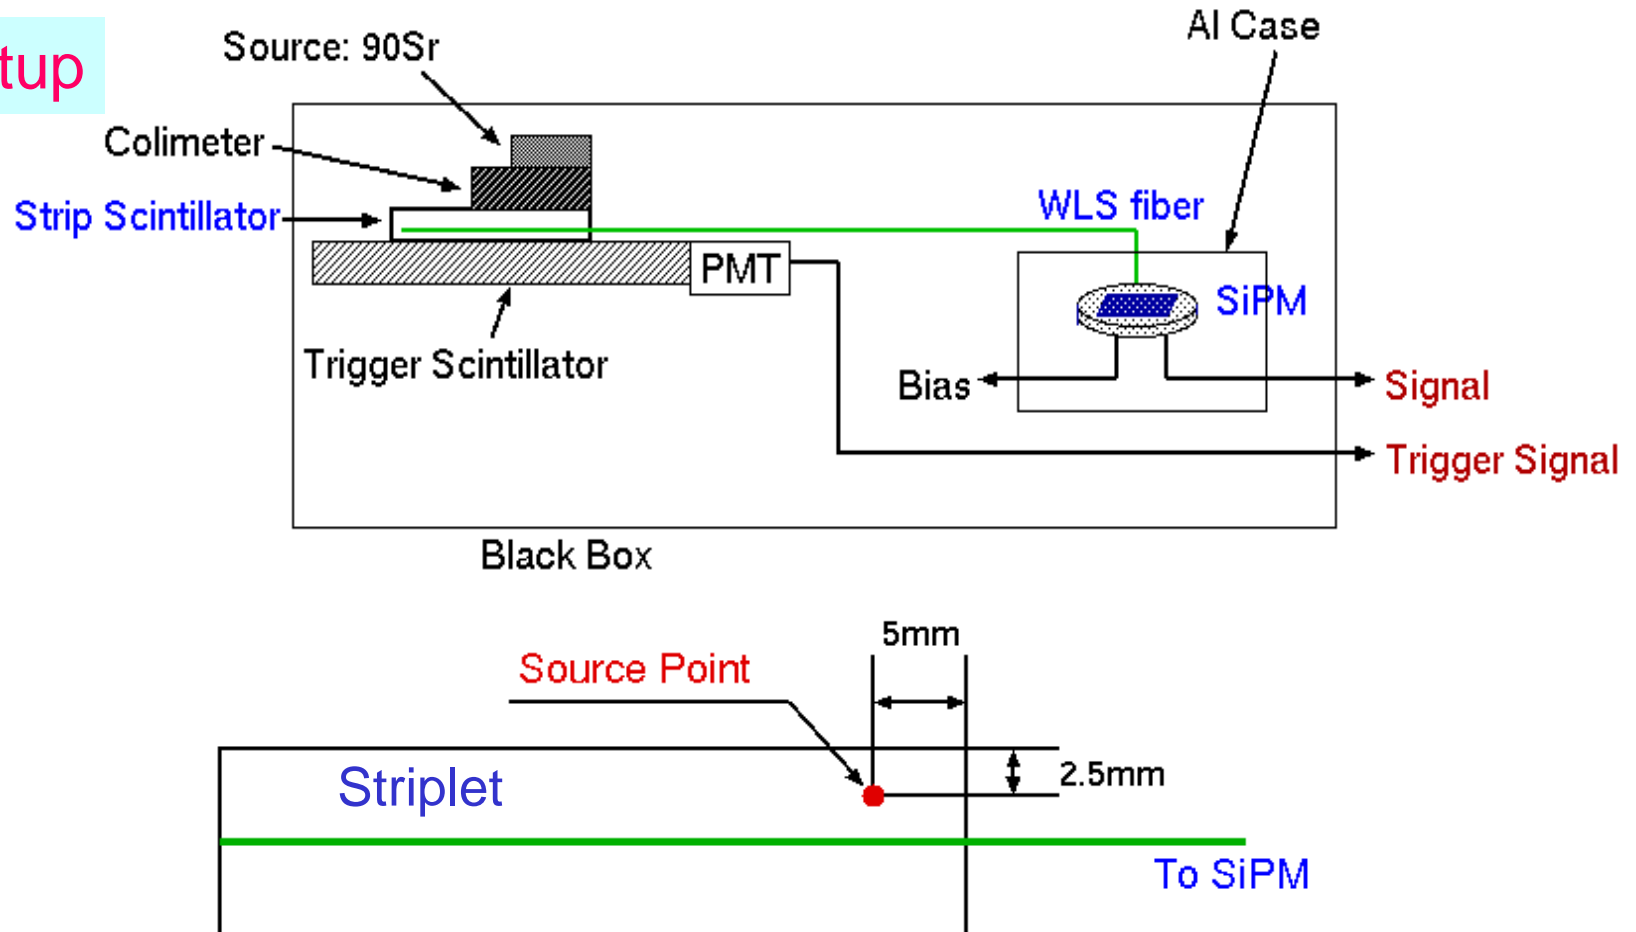 tup
Source: 90Sr
Al Case
Colimeter
Strip Scintillator
WLS fiber
PMT
SiPM
Trigger Scintillator
Bias
Signal
Trigger Signal
Black Box
5mm
Source Point
2.5mm
Striplet
To SiPM